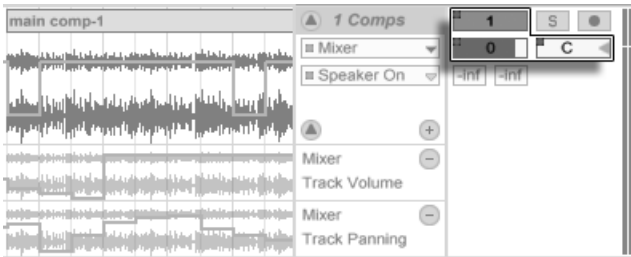 main comp-1
1 Comps
1
S
Mixer
0
C
Speaker On
-Inf
-Inf
Mixer
Track Volume
Mixer
Track Panning